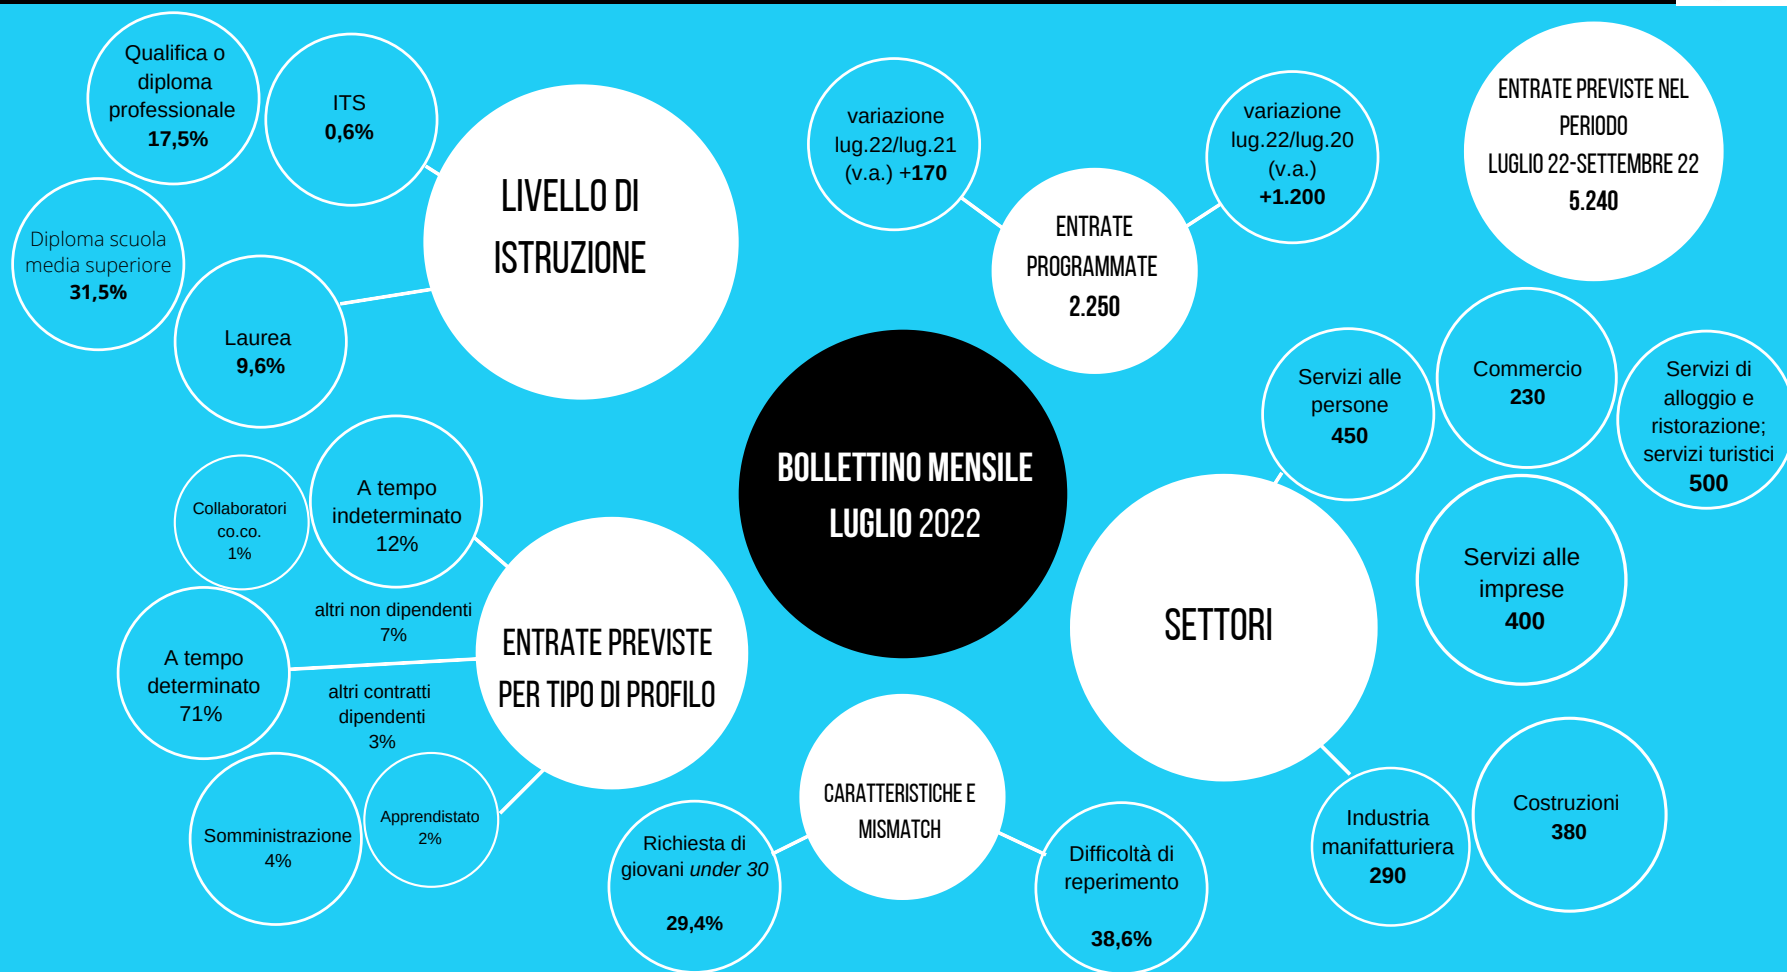 Qualifica o
diploma
professionale
17,5%
ITS
0,6%
Diploma scuola
media superiore
31,5%
Laurea
9,6%
LIVELLO DI
ISTRUZIONE
variazione
lug.22/lug.21
(v.a.) +170
variazione
lug.22/lug.20
(v.a.)
+1.200
ENTRATE
PROGRAMMATE
2.250
ENTRATE PREVISTE NEL
PERIODO
LUGLIO 22-SETTEMBRE 22
5.240
BOLLETTINO MENSILE
LUGLIO 2022
Servizi alle
persone
450
Commercio
230
Servizi di
alloggio e
ristorazione;
servizi turistici
500
Servizi alle
imprese
400
SETTORI
Industria
manifatturiera
290
Costruzioni
380
Collaboratori
co.co.
1%
A tempo
indeterminato
12%
altri non dipendenti
7%
A tempo
determinato
71%
altri contratti
dipendenti
3%
Somministrazione
4%
Apprendistato
2%
ENTRATE PREVISTE
PER TIPO DI PROFILO
CARATTERISTICHE E
MISMATCH
Richiesta di
giovani under 30
29,4%
Difficoltà di
reperimento
38,6%